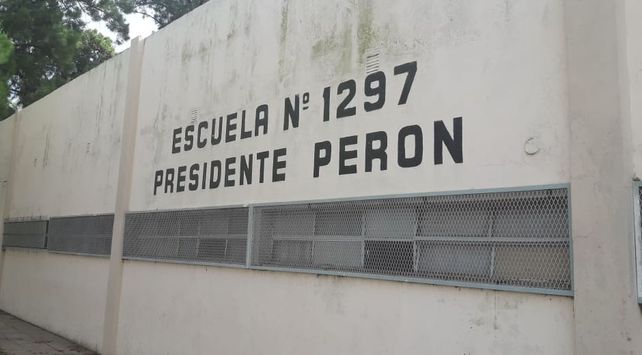 ESCUELA Nº 1297
PRESIDENTE PERON